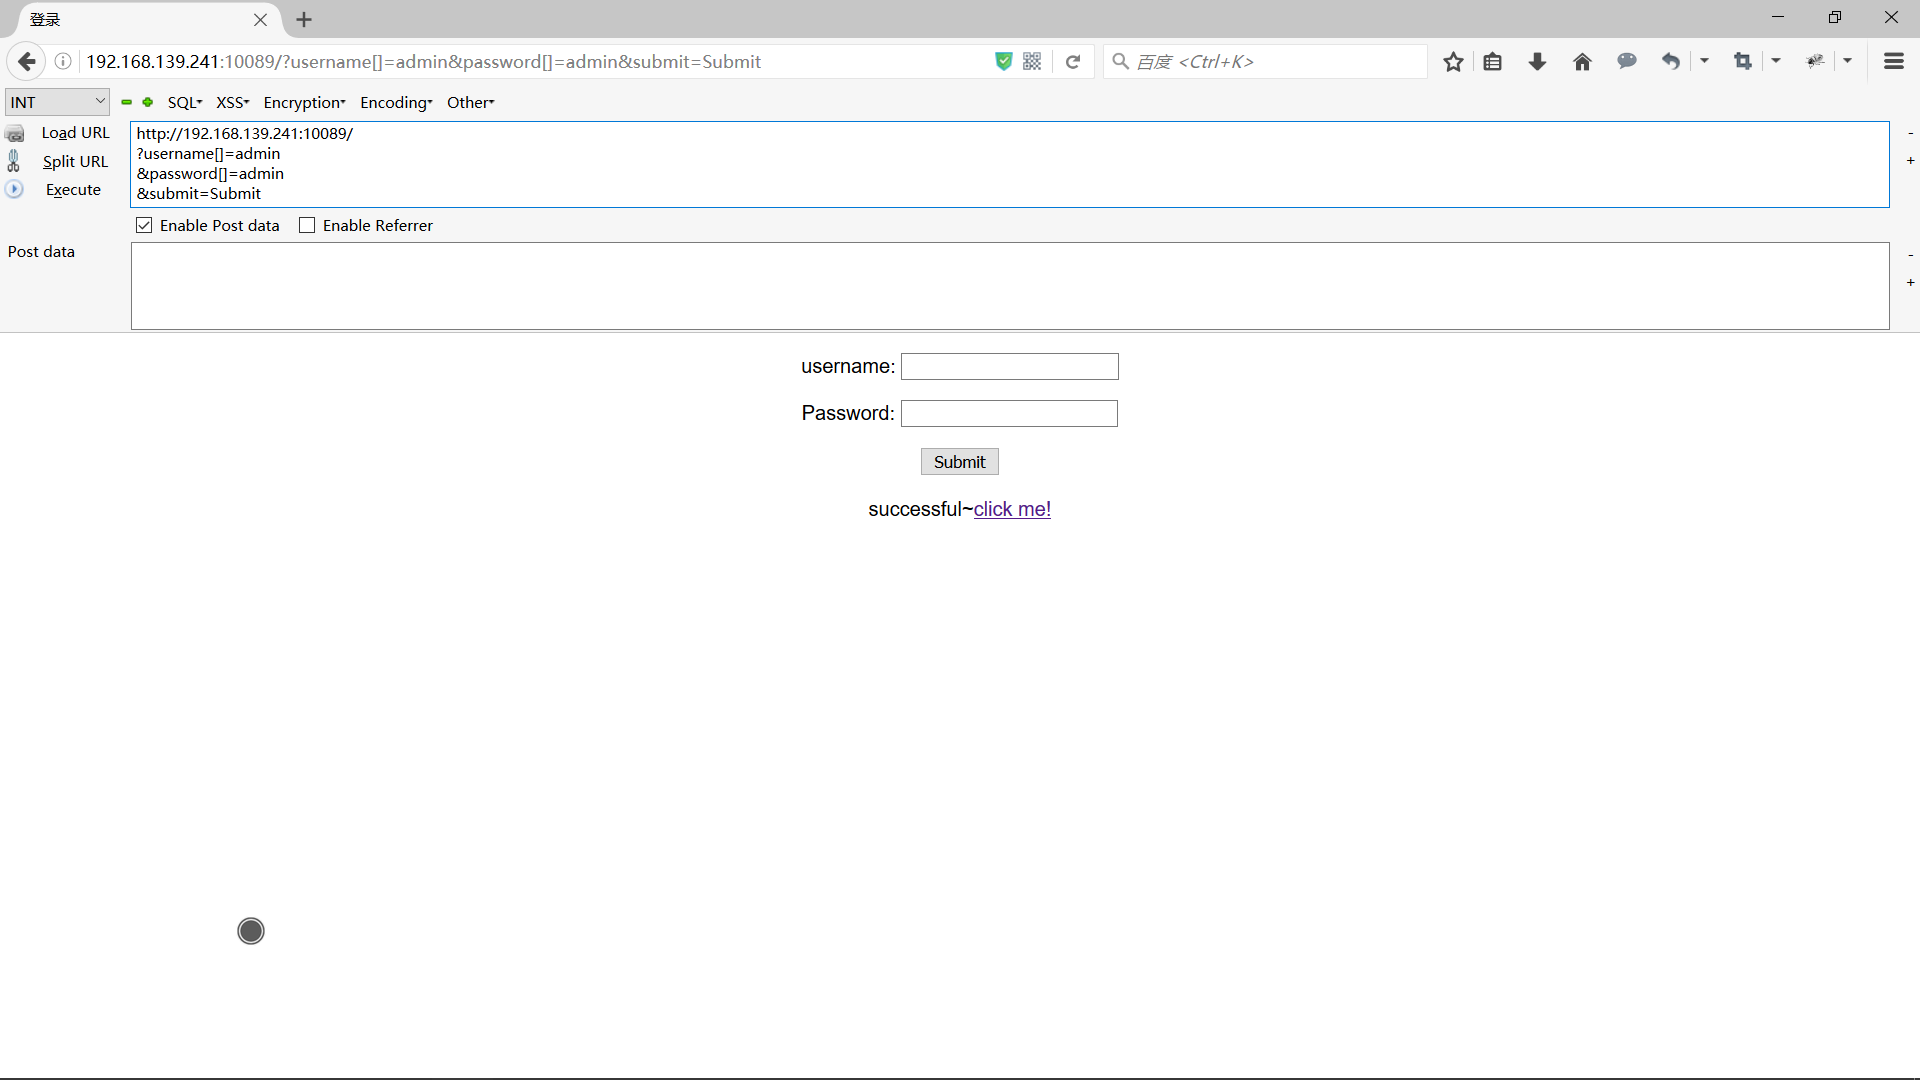 登录
192.168.139.241:10089/?username[]=admin&password[]=admin&submit=Submit
百度 <Ctrl+K>
INT
SQL
XSS
Encryption
Encoding
Other
Load URL
Split URL
Execute
http://192.168.139.241:10089/
?username[]=admin
&password[]=admin
&submit=Submit
-
+
Enable Post data
Enable Referrer
Post data
-
+
username:
Password:
Submit
successful~click me!